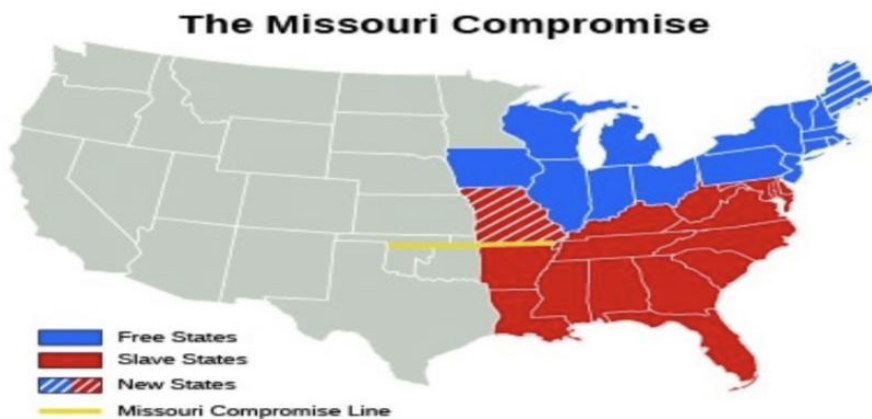 The Missouri Compromise
Free States
Slave States
New States
Missouri Compromise Line